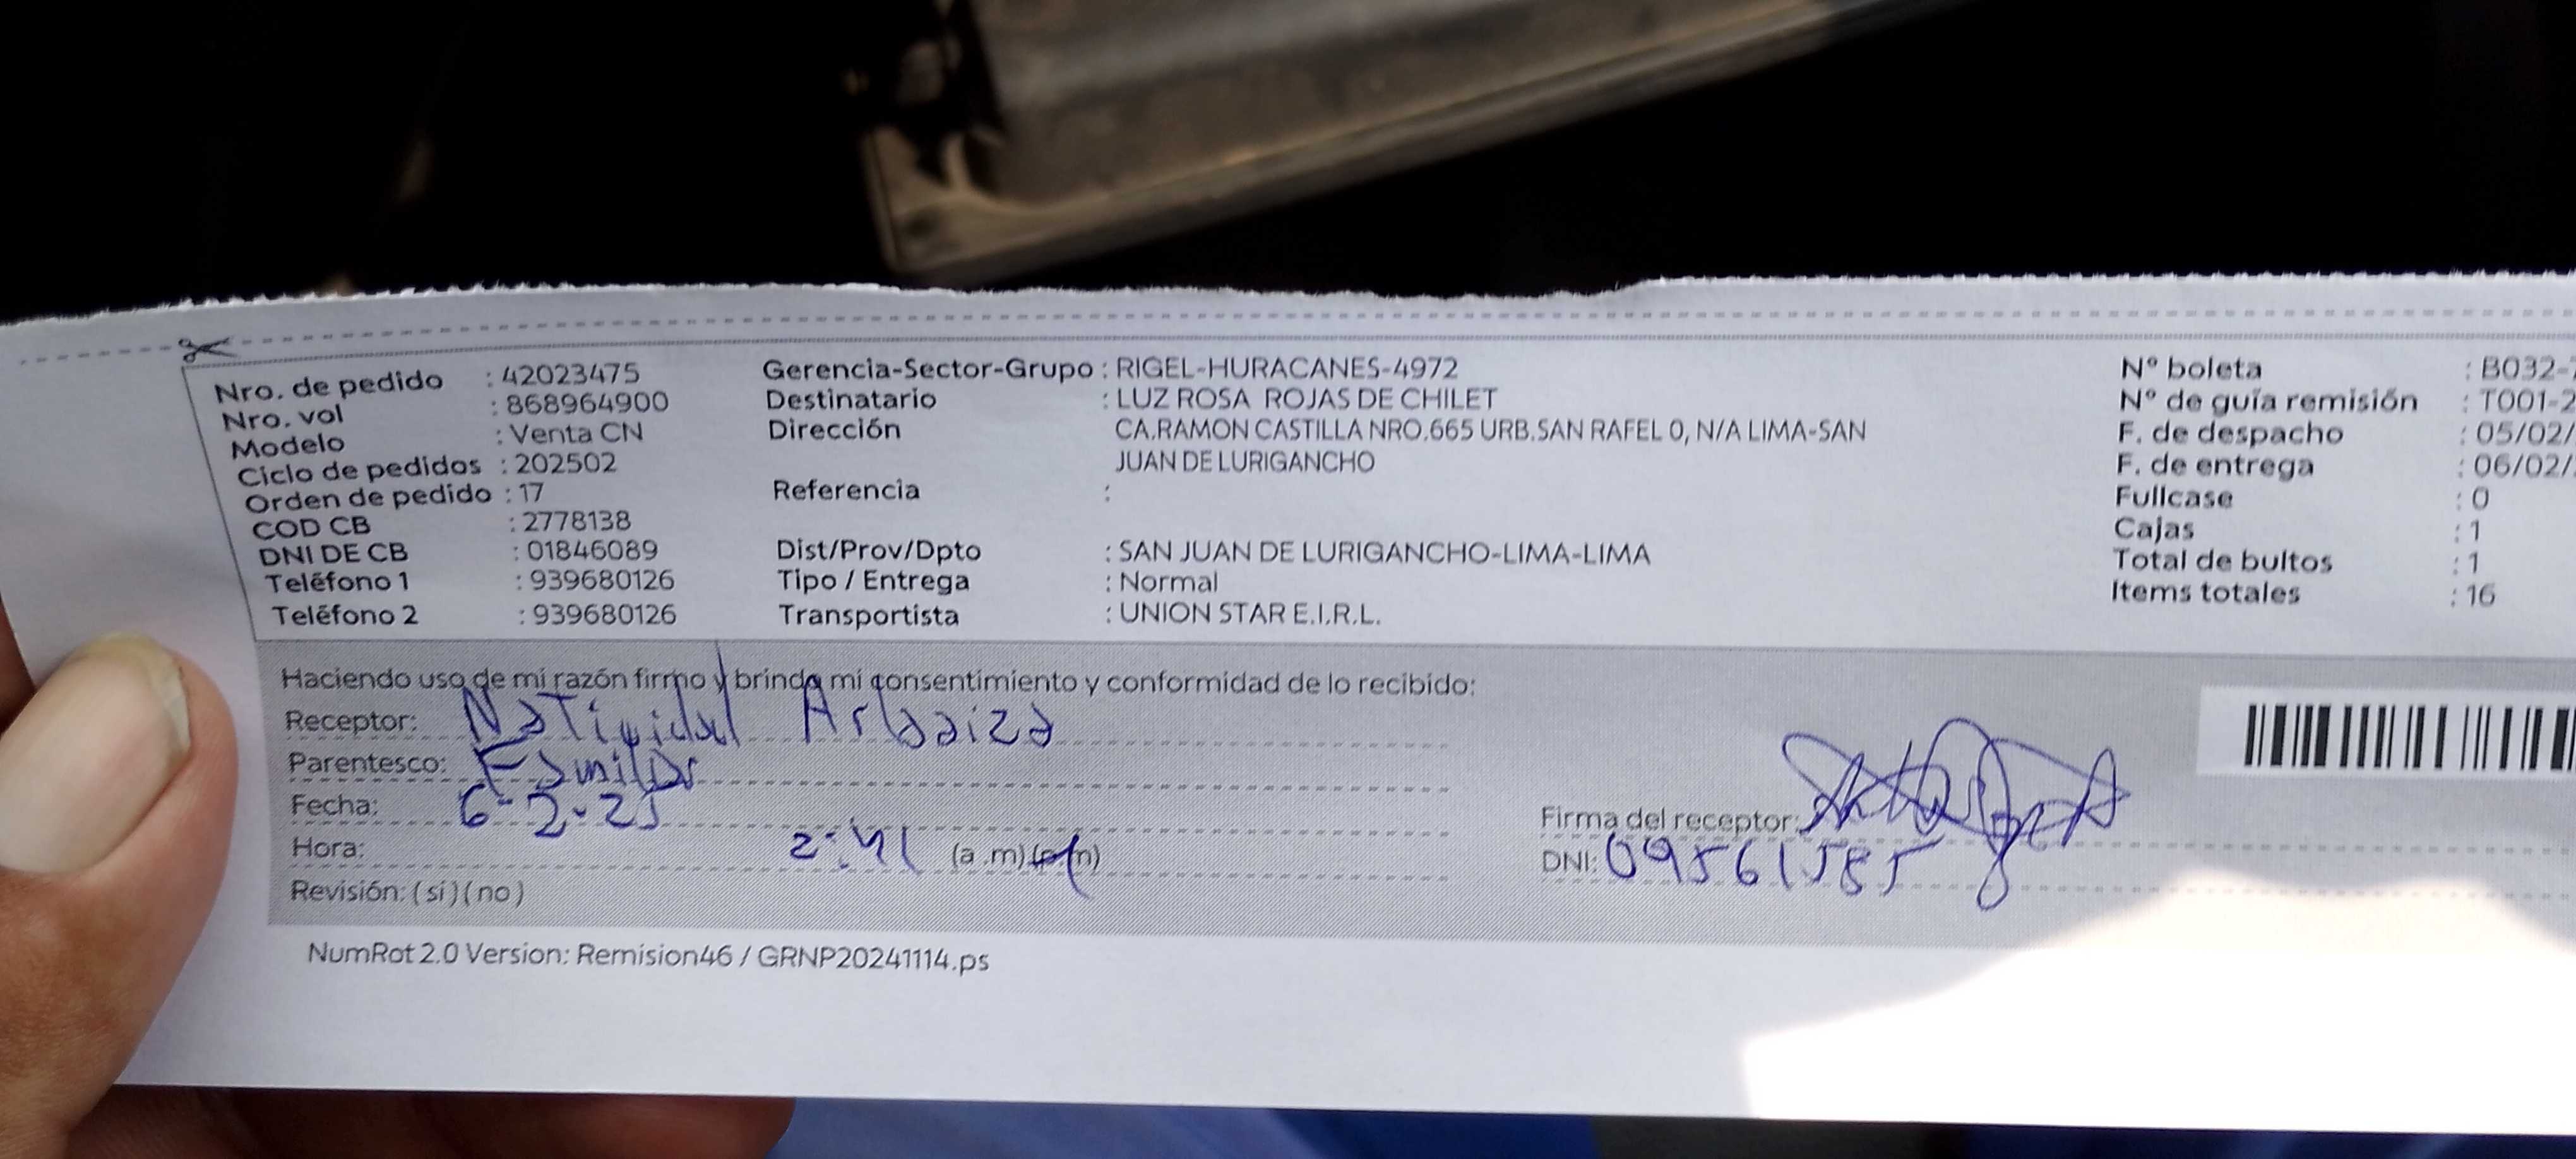 Nro. de pedido : 42023475
Nro. vol : 868964900
Modelo : Venta CN
Ciclo de pedidos : 202502
Orden de pedido : 17
COD CB : 2778138
DNI DE CB : 01846089
Teléfono 1 : 939680126
Teléfono 2 : 939680126
Gerencia-Sector-Grupo : RIGEL-HURACANES-4972
Destinatario : LUZ ROSA ROJAS DE CHILET
Dirección CA.RAMON CASTILLA NRO.665 URB.SAN RAFEL 0, N/A LIMA-SAN
JUAN DE LURIGANCHO
Referencia :
Dist/Prov/Dpto : SAN JUAN DE LURIGANCHO-LIMA-LIMA
Tipo / Entrega : Normal
Transportista : UNION STAR E.I.R.L.
N° boleta : B032-
N° de guía remisión : T001-2
F. de despacho : 05/02/
F. de entrega : 06/02/
Fullcase : 0
Cajas : 1
Total de bultos : 1
Items totales : 16
Haciendo uso de mi razón firmo y brindo mi consentimiento y conformidad de lo recibido:
Receptor: Natividad Arbaiza
Parentesco: Familiar
Fecha: 6-2-25
Hora: 2:41 (a .m) (p.m)
Revisión: (si) (no)
Firma del receptor:
DNI: 09561585
NumRot 2.0 Version: Remision46 / GRNP20241114.ps